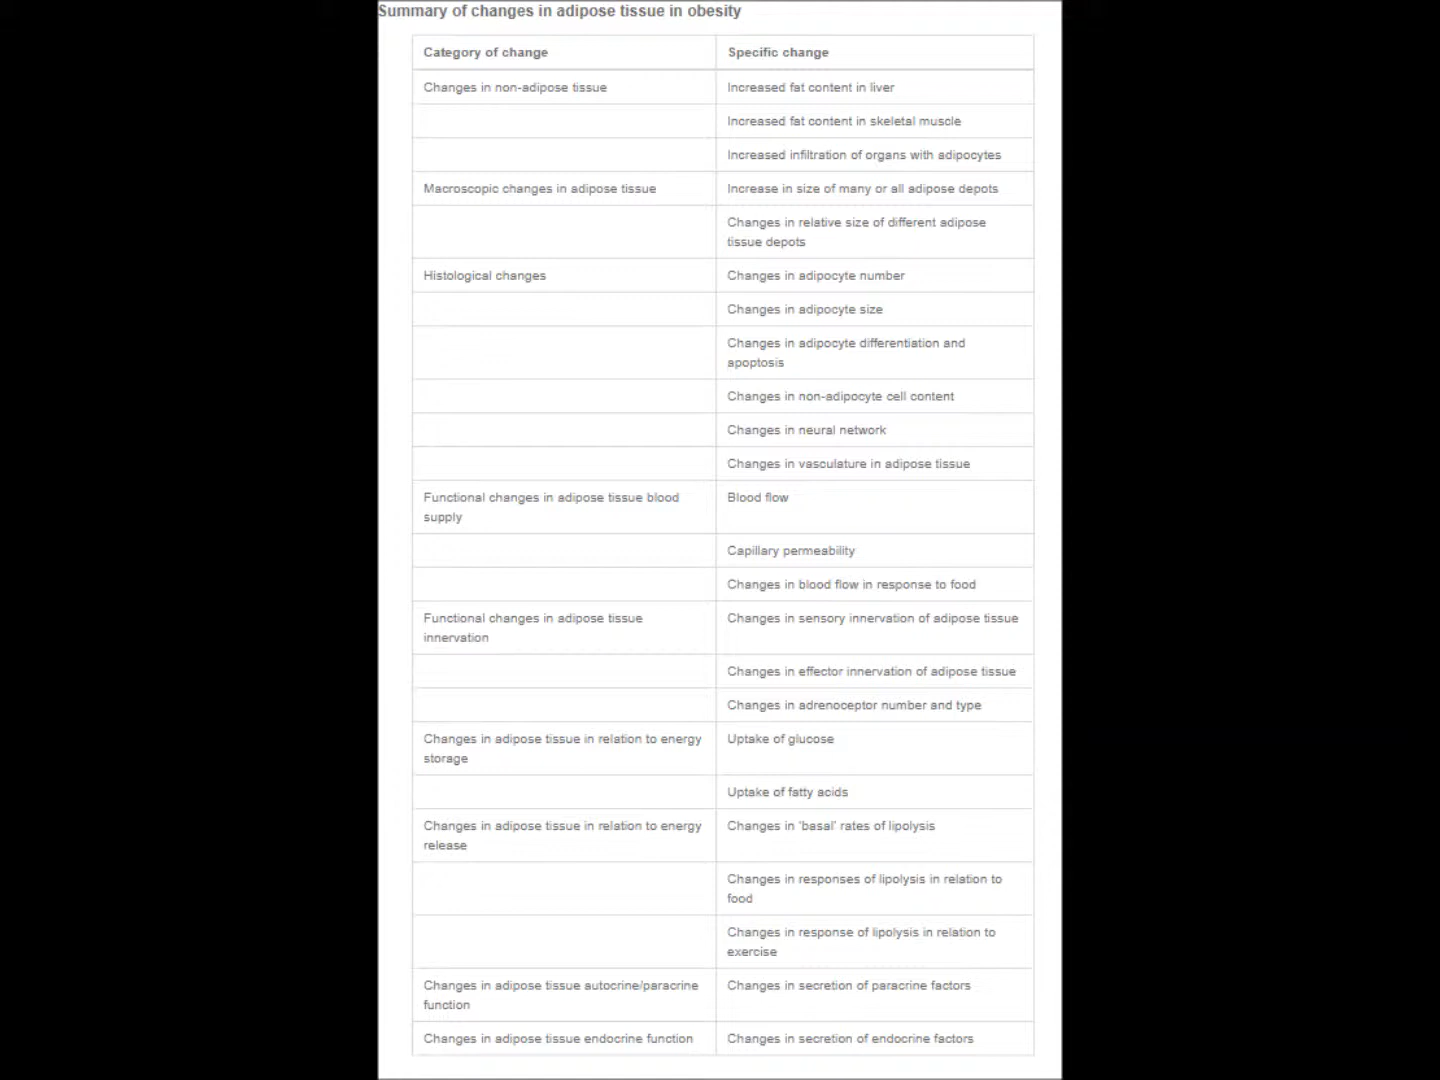 Summary of changes in adipose tissue in obesity
Category of change
Specific change
Changes in non-adipose tissue
Increased fat content in liver
Increased fat content in skeletal muscle
Increased infiltration of organs with adipocytes
Macroscopic changes in adipose tissue
Increase in size of many or all adipose depots
Changes in relative size of different adipose
tissue depots
Histological changes
Changes in adipocyte number
Changes in adipocyte size
Changes in adipocyte differentiation and
apoptosis
Changes in non-adipocyte cell content
Changes in neural network
Changes in vasculature in adipose tissue
Functional changes in adipose tissue blood
supply
Blood flow
Capillary permeability
Changes in blood flow in response to food
Functional changes in adipose tissue
innervation
Changes in sensory innervation of adipose tissue
Changes in effector innervation of adipose tissue
Changes in adrenoceptor number and type
Changes in adipose tissue in relation to energy
storage
Uptake of glucose
Uptake of fatty acids
Changes in adipose tissue in relation to energy
release
Changes in 'basal' rates of lipolysis
Changes in responses of lipolysis in relation to
food
Changes in response of lipolysis in relation to
exercise
Changes in adipose tissue autocrine/paracrine
function
Changes in secretion of paracrine factors
Changes in adipose tissue endocrine function
Changes in secretion of endocrine factors